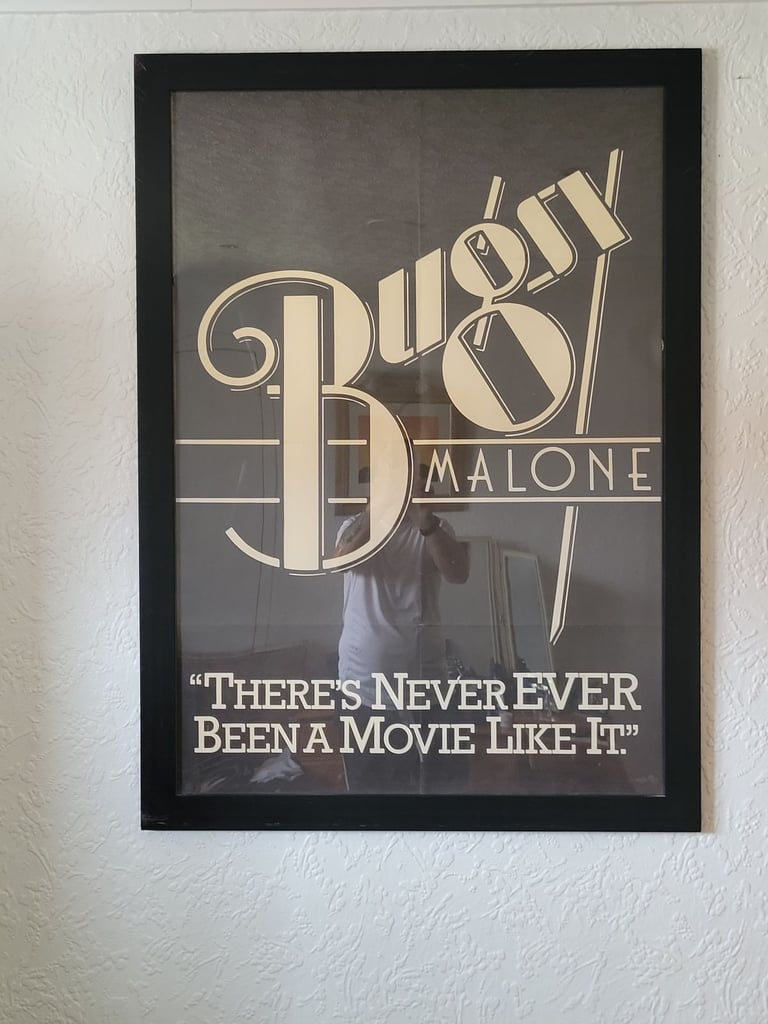 Bugsy
MALONE
“THERE'S NEVER EVER
BEEN A MOVIE LIKE IT.”